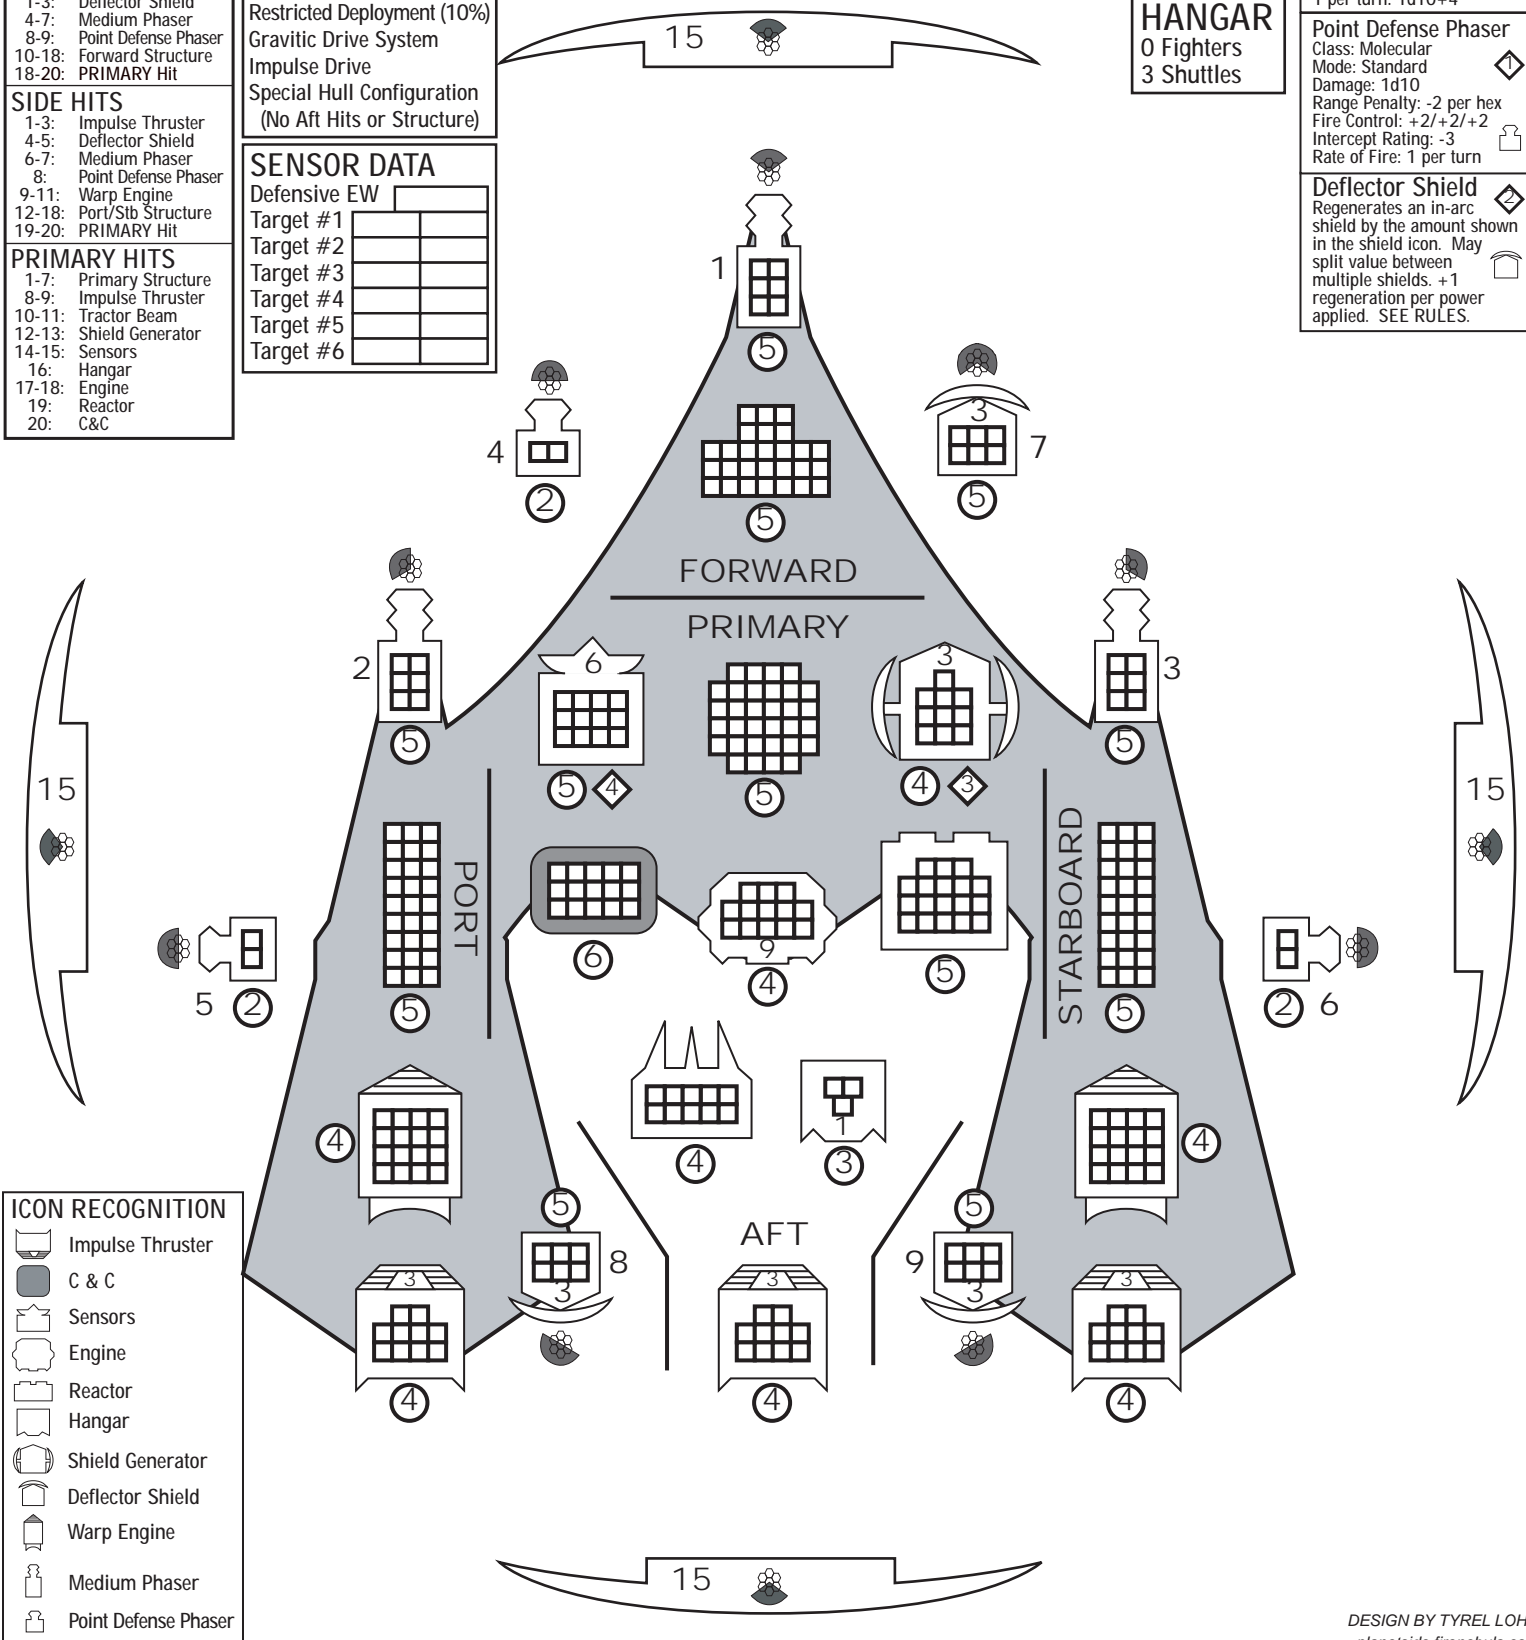 1-3: Deflector Shield
4-7: Medium Phaser
8-9: Point Defense Phaser
10-18: Forward Structure
18-20: PRIMARY Hit
SIDE HITS
1-3: Impulse Thruster
4-5: Deflector Shield
6-7: Medium Phaser
8: Point Defense Phaser
9-11: Warp Engine
12-18: Port/Stb Structure
19-20: PRIMARY Hit
PRIMARY HITS
1-7: Primary Structure
8-9: Impulse Thruster
10-11: Tractor Beam
12-13: Shield Generator
14-15: Sensors
16: Hangar
17-18: Engine
19: Reactor
20: C&C
Restricted Deployment (10%)
Gravitic Drive System
Impulse Drive
Special Hull Configuration
(No Aft Hits or Structure)
SENSOR DATA
Defensive EW
Target #1
Target #2
Target #3
Target #4
Target #5
Target #6
15
HANGAR
0 Fighters
3 Shuttles
1 per turn: 1d10+4
Point Defense Phaser
Class: Molecular
1
Mode: Standard
Damage: 1d10
Range Penalty: -2 per hex
Fire Control: +2/+2/+2
Intercept Rating: -3
Rate of Fire: 1 per turn
Deflector Shield
2
Regenerates an in-arc
shield by the amount shown
in the shield icon. May
split value between
multiple shields. +1
regeneration per power
applied. SEE RULES.
1
5
4
2
3
7
5
5
FORWARD
PRIMARY
2
5
6
5 4
5
3
4 3
3
5
15
15
PORT
5
STARBOARD
5
6
9
4
5
5 2
2 6
4
4
1
3
4
4
5
8
3
AFT
5
9
3
3
4
3
4
3
4
ICON RECOGNITION
Impulse Thruster
C & C
Sensors
Engine
Reactor
Hangar
Shield Generator
Deflector Shield
Warp Engine
Medium Phaser
Point Defense Phaser
15
DESIGN BY TYREL LOH